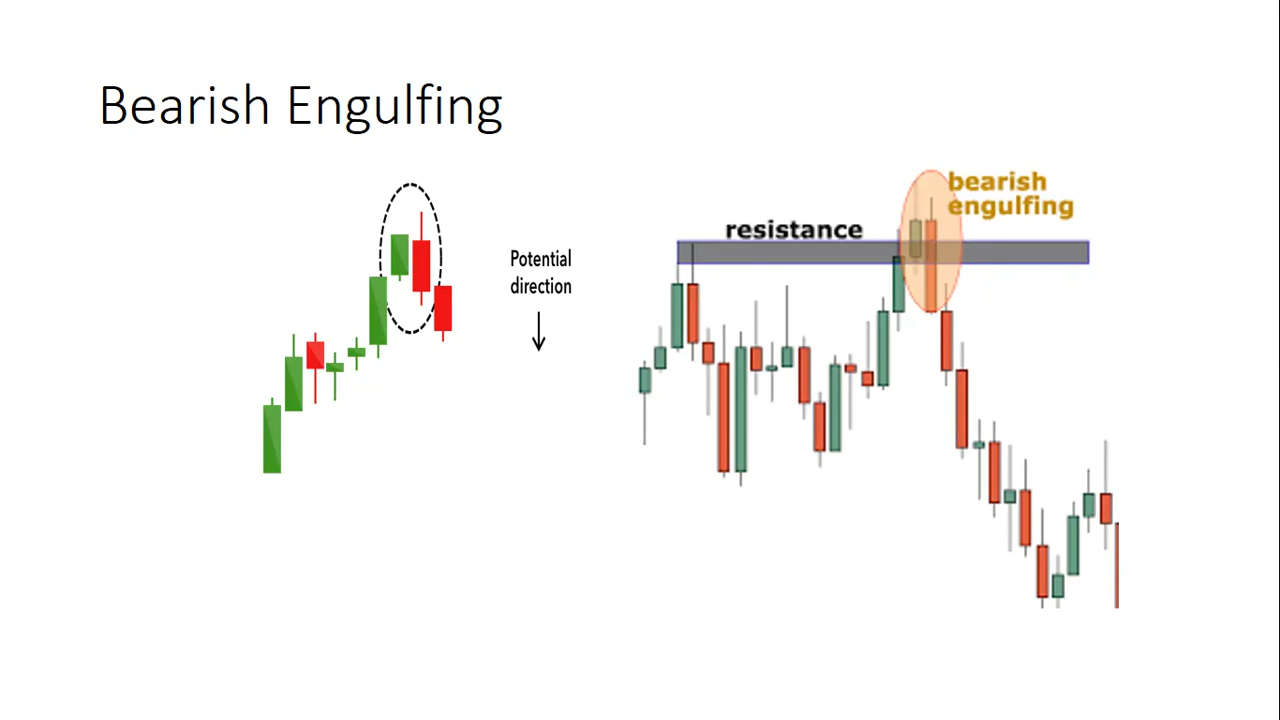 Bearish Engulfing
Potential
direction
resistance
bearish
engulfing